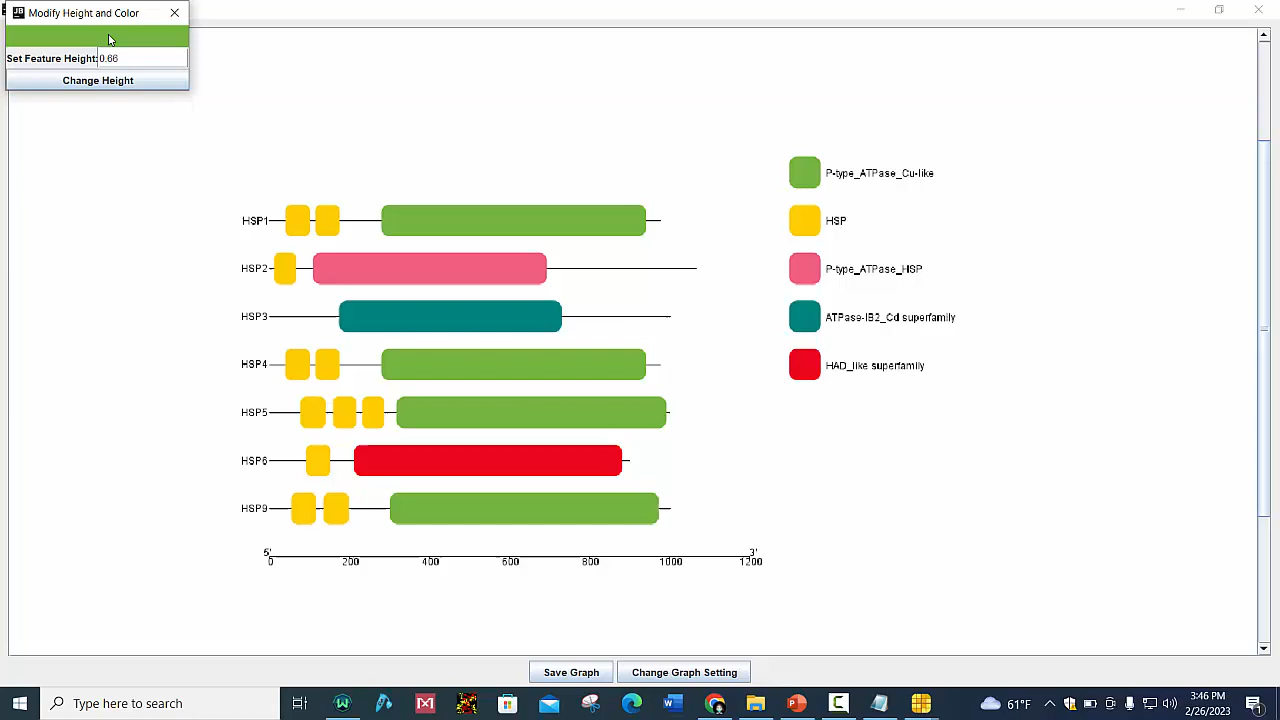 JB Modify Height and Color
Set Feature Height: 0.66
Change Height
P-type_ATPase_Cu-like
HSP1
HSP
HSP2
P-type_ATPase_HSP
HSP3
ATPase-IB2_Cd superfamily
HSP4
HAD_like superfamily
HSP5
HSP6
HSP9
5' 3'
0 200 400 600 800 1000 1200
Save Graph Change Graph Setting
Type here to search 61°F 3:46 PM
2/26/2023